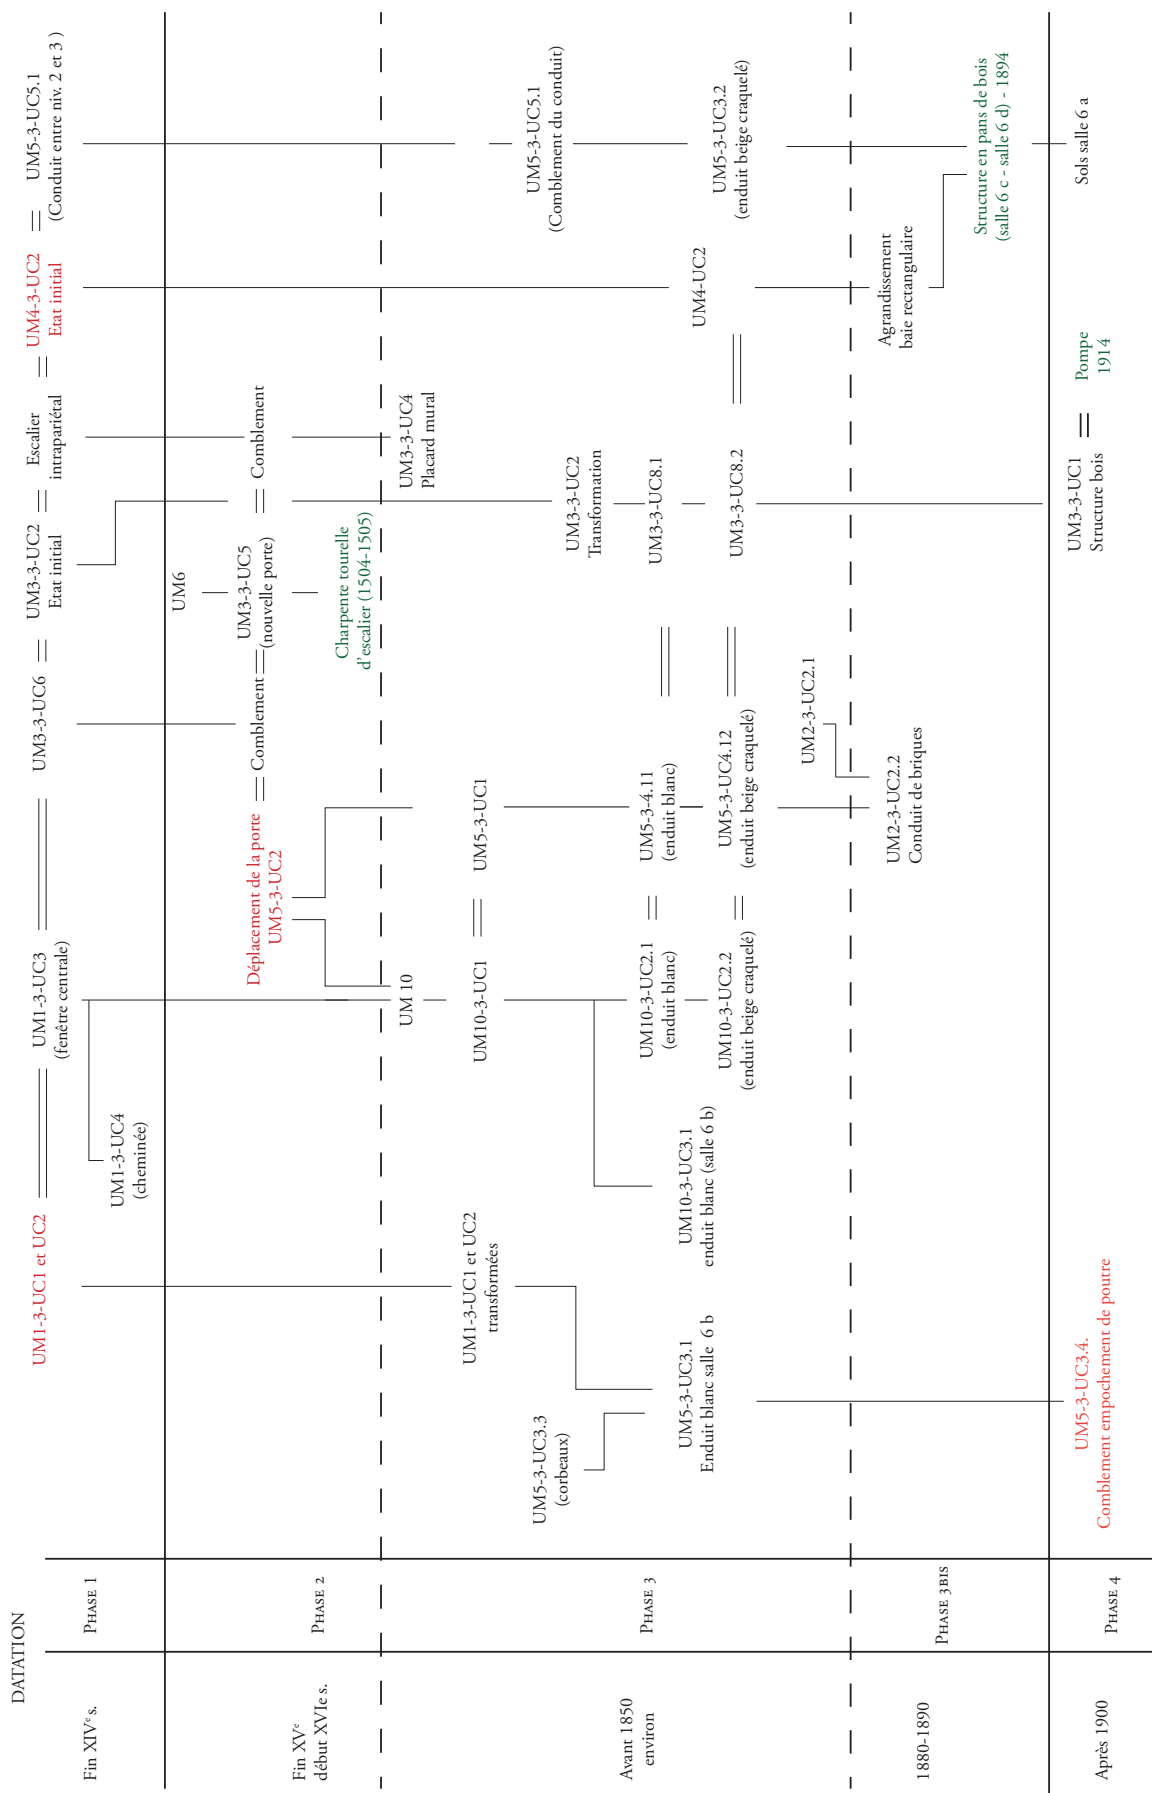 DATATION
Fin XIVe s.
PHASE 1
UM1-3-UC1 et UC2
UM1-3-UC4
(cheminée)
UM1-3-UC3
(fenêtre centrale)
UM3-3-UC6
UM3-3-UC2
Etat initial
Escalier
intrapariétal
UM4-3-UC2
Etat initial
UM5-3-UC5.1
(Conduit entre niv. 2 et 3 )
Fin XVe
début XVIe s.
PHASE 2
Déplacement de la porte
UM5-3-UC2
Comblement
UM6
UM3-3-UC5
(nouvelle porte)
Comblement
Charpente tourelle
d'escalier (1504-1505)
Avant 1850
environ
PHASE 3
UM 10
UM3-3-UC4
Placard mural
UM1-3-UC1 et UC2
transformées
UM10-3-UC1
UM5-3-UC1
UM5-3-UC3.3
(corbeaux)
UM3-3-UC2
Transformation
UM5-3-UC5.1
(Comblement du conduit)
UM5-3-UC3.1
Enduit blanc salle 6 b
UM10-3-UC3.1
enduit blanc (salle 6 b)
UM10-3-UC2.1
(enduit blanc)
UM5-3-4.11
(enduit blanc)
UM3-3-UC8.1
UM4-UC2
UM10-3-UC2.2
(enduit beige craquelé)
UM5-3-UC4.12
(enduit beige craquelé)
UM3-3-UC8.2
UM5-3-UC3.2
(enduit beige craquelé)
UM2-3-UC2.1
1880-1890
PHASE 3BIS
UM2-3-UC2.2
Conduit de briques
Agrandissement
baie rectangulaire
Structure en pans de bois
(salle 6 c - salle 6 d) - 1894
Après 1900
PHASE 4
UM5-3-UC3.4.
Comblement empochement de poutre
UM3-3-UC1
Structure bois
Pompe
1914
Sols salle 6 a